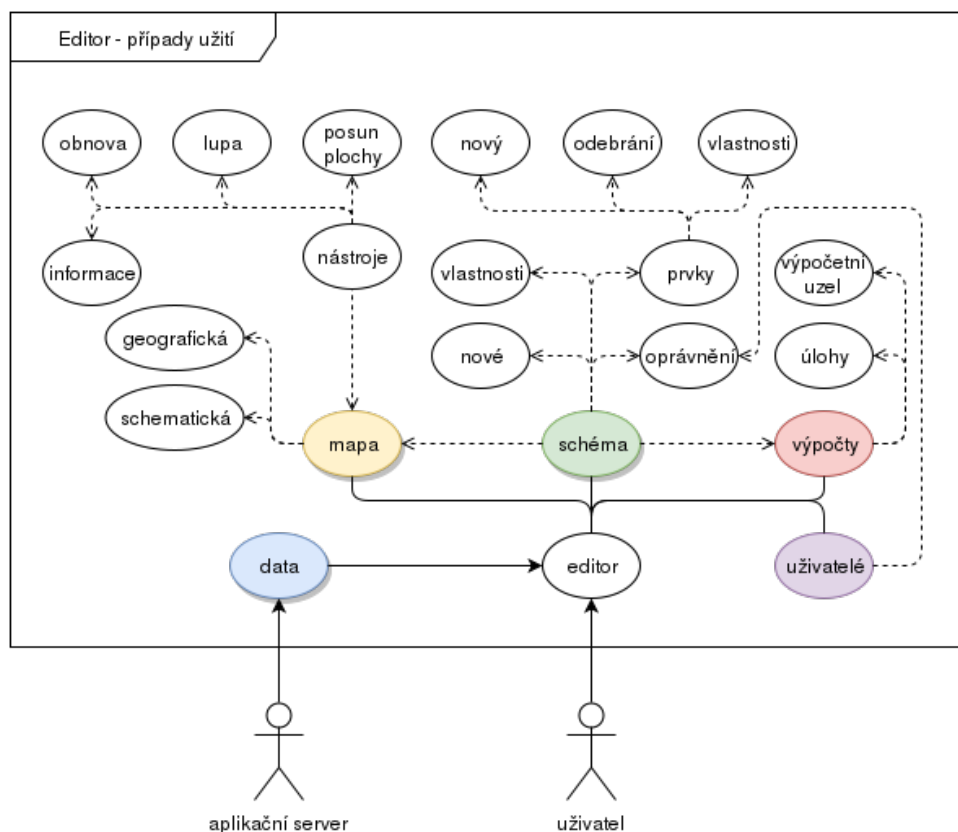 Editor - případy užití
obnova
lupa
posun
plochy
nový
odebrání
vlastnosti
informace
nástroje
vlastnosti
prvky
výpočetní
uzel
geografická
nové
oprávnění
úlohy
schematická
mapa
schéma
výpočty
data
editor
uživatelé
aplikační server
uživatel